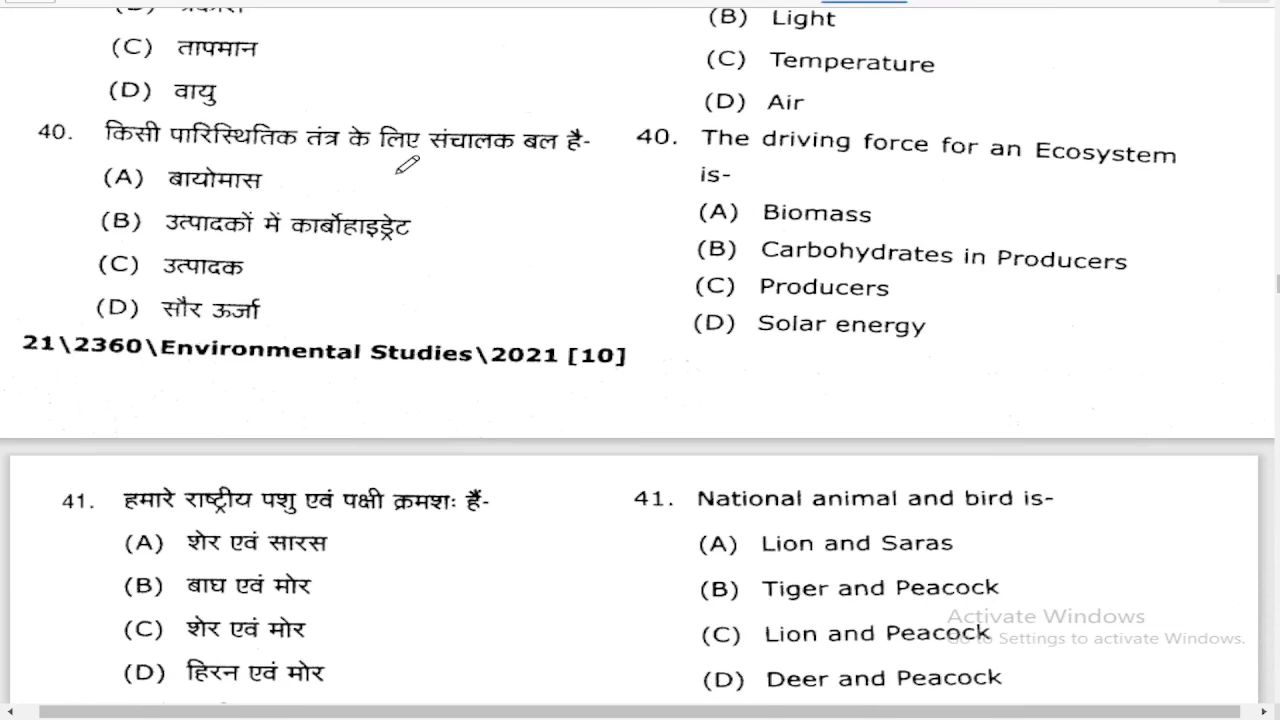 (C) तापमान
(D) वायु
40. किसी पारिस्थितिक तंत्र के लिए संचालक बल है-
(A) बायोमास
(B) उत्पादकों में कार्बोहाइड्रेट
(C) उत्पादक
(D) सौर ऊर्जा
21\2360\Environmental Studies\2021 [10]
(B) Light
(C) Temperature
(D) Air
40. The driving force for an Ecosystem
is-
(A) Biomass
(B) Carbohydrates in Producers
(C) Producers
(D) Solar energy
41. हमारे राष्ट्रीय पशु एवं पक्षी क्रमशः हैं-
(A) शेर एवं सारस
(B) बाघ एवं मोर
(C) शेर एवं मोर
(D) हिरन एवं मोर
41. National animal and bird is-
(A) Lion and Saras
(B) Tiger and Peacock
(C) Lion and Peacock
(D) Deer and Peacock
Activate Windows
to Settings to activate Windows.